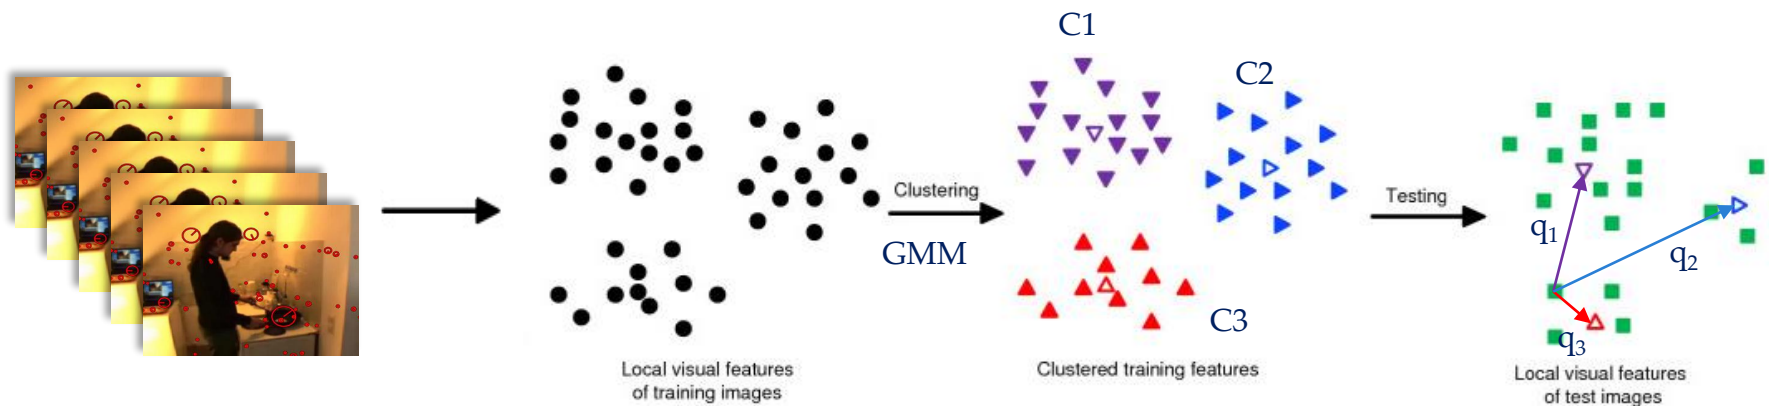 C1
C2
Clustering
Testing
GMM
q1
q2
C3
q3
Local visual features
of training images
Clustered training features
Local visual features
of test images